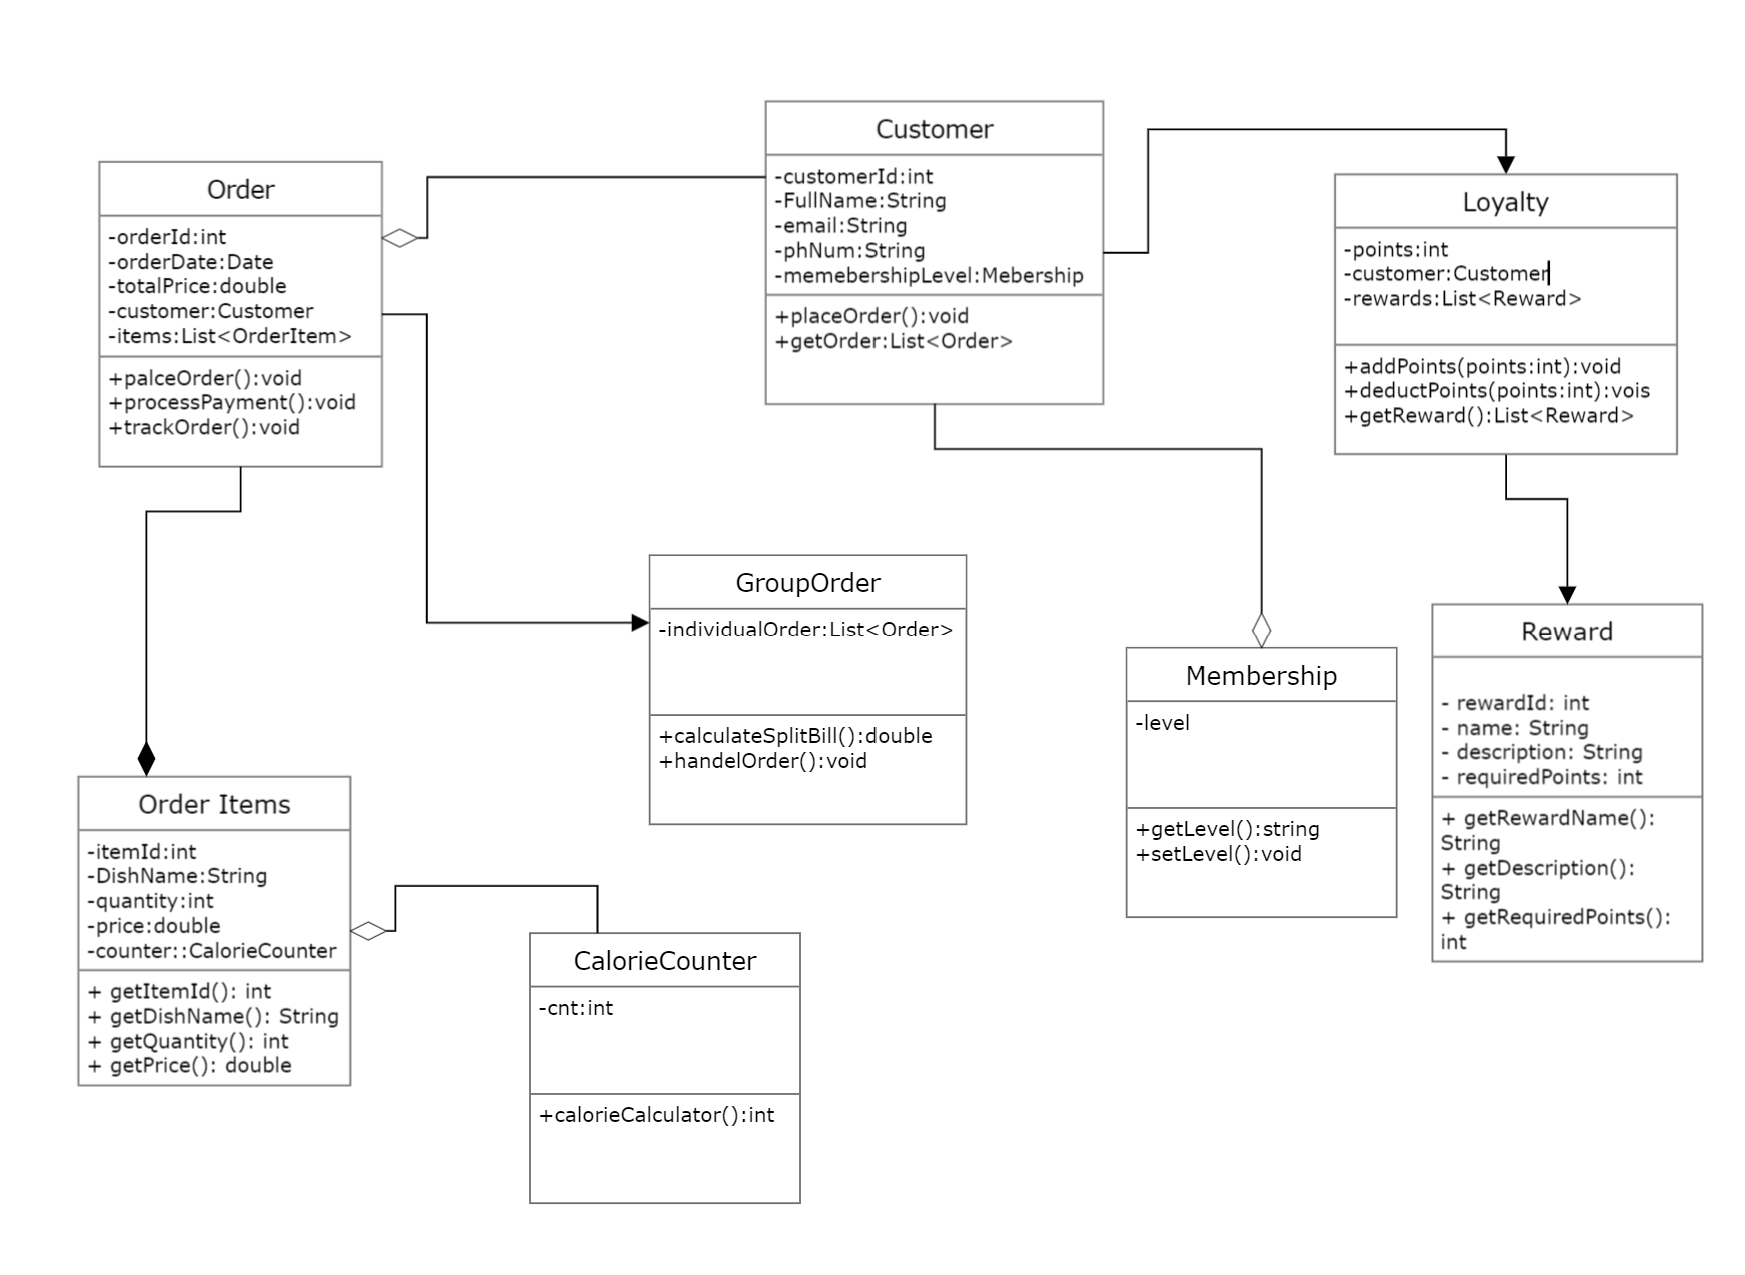 Customer
-customerId:int
-FullName:String
-email:String
-phNum:String
-memebershipLevel:Mebership
+placeOrder():void
+getOrder:List<Order>
Order
-orderId:int
-orderDate:Date
-totalPrice:double
-customer:Customer
-items:List<OrderItem>
+palceOrder():void
+processPayment():void
+trackOrder():void
Loyalty
-points:int
-customer:Customer
-rewards:List<Reward>
+addPoints(points:int):void
+deductPoints(points:int):vois
+getReward():List<Reward>
GroupOrder
-individualOrder:List<Order>
+calculateSplitBill():double
+handelOrder():void
Membership
-level
+getLevel():string
+setLevel():void
Reward
- rewardId: int
- name: String
- description: String
- requiredPoints: int
+ getRewardName():
String
+ getDescription():
String
+ getRequiredPoints():
int
Order Items
-itemId:int
-DishName:String
-quantity:int
-price:double
-counter::CalorieCounter
+ getItemId(): int
+ getDishName(): String
+ getQuantity(): int
+ getPrice(): double
CalorieCounter
-cnt:int
+calorieCalculator():int